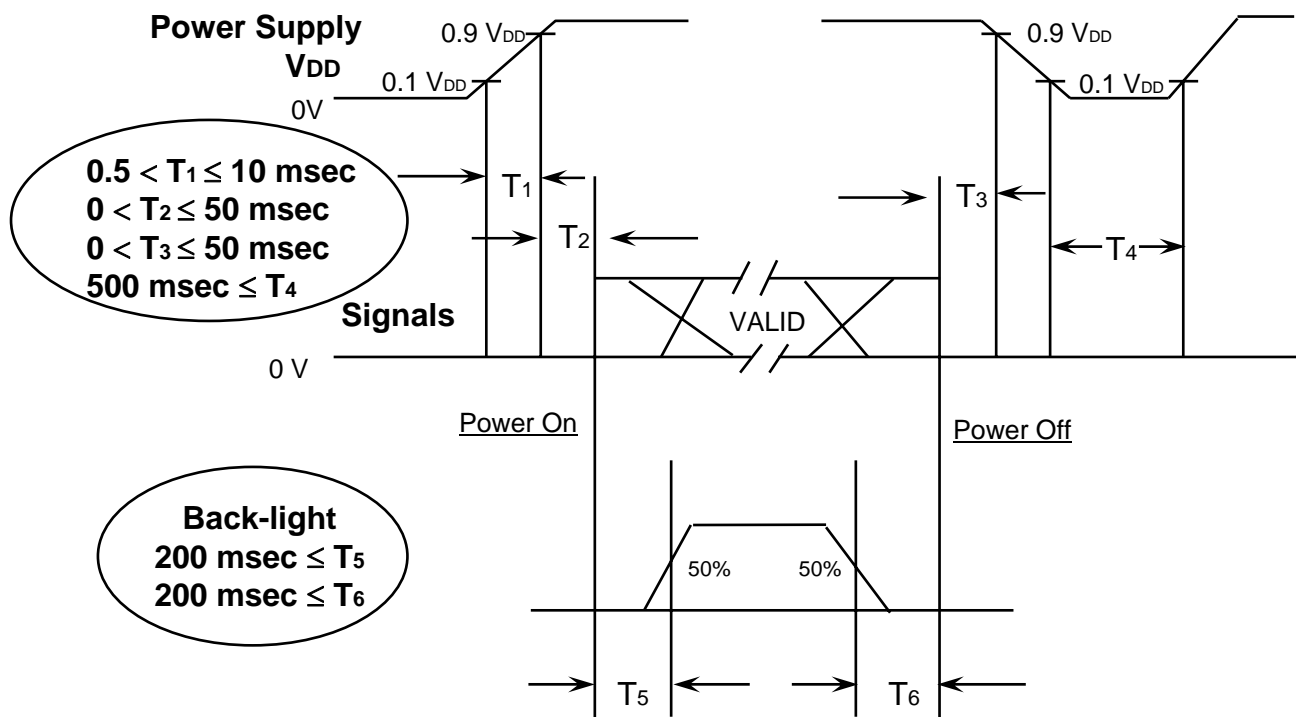 Power Supply
VDD
0.9 VDD
0.1 VDD
0V
0.9 VDD
0.1 VDD
0.5 < T1 ≤ 10 msec
0 < T2 ≤ 50 msec
0 < T3 ≤ 50 msec
500 msec ≤ T4
T1
T2
T3
T4
Signals
VALID
0 V
Power On
Power Off
Back-light
200 msec ≤ T5
200 msec ≤ T6
50%
50%
T5
T6